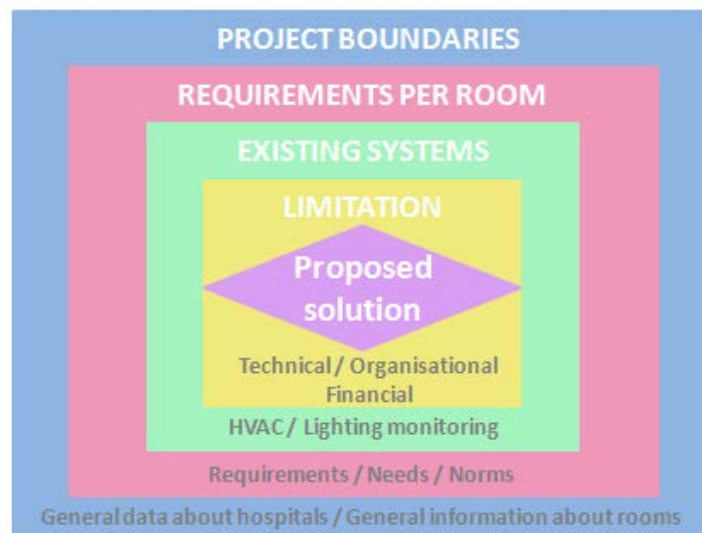 PROJECT BOUNDARIES
REQUIREMENTS PER ROOM
EXISTING SYSTEMS
LIMITATION
Proposed
solution
Technical / Organisational
Financial
HVAC / Lighting monitoring
Requirements / Needs / Norms
General data about hospitals / General information about rooms